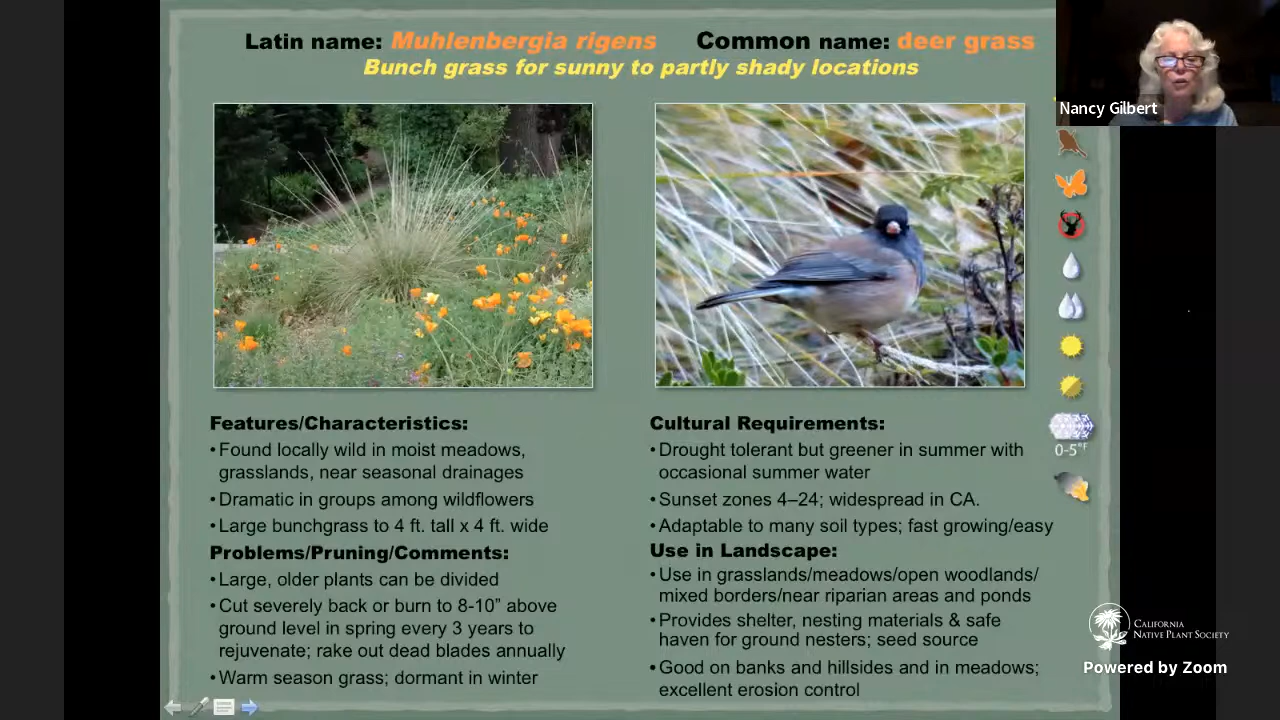 Latin name: Muhlenbergia rigens Common name: deer grass
Bunch grass for sunny to partly shady locations
Nancy Gilbert
0-5°F
Features/Characteristics:
•Found locally wild in moist meadows,
grasslands, near seasonal drainages
•Dramatic in groups among wildflowers
•Large bunchgrass to 4 ft. tall x 4 ft. wide
Problems/Pruning/Comments:
•Large, older plants can be divided
•Cut severely back or burn to 8-10” above
ground level in spring every 3 years to
rejuvenate; rake out dead blades annually
•Warm season grass; dormant in winter
Cultural Requirements:
•Drought tolerant but greener in summer with
occasional summer water
•Sunset zones 4–24; widespread in CA.
•Adaptable to many soil types; fast growing/easy
Use in Landscape:
•Use in grasslands/meadows/open woodlands/
mixed borders/near riparian areas and ponds
•Provides shelter, nesting materials & safe
haven for ground nesters; seed source
•Good on banks and hillsides and in meadows;
excellent erosion control
CALIFORNIA
NATIVE PLANT SOCIETY
Powered by Zoom